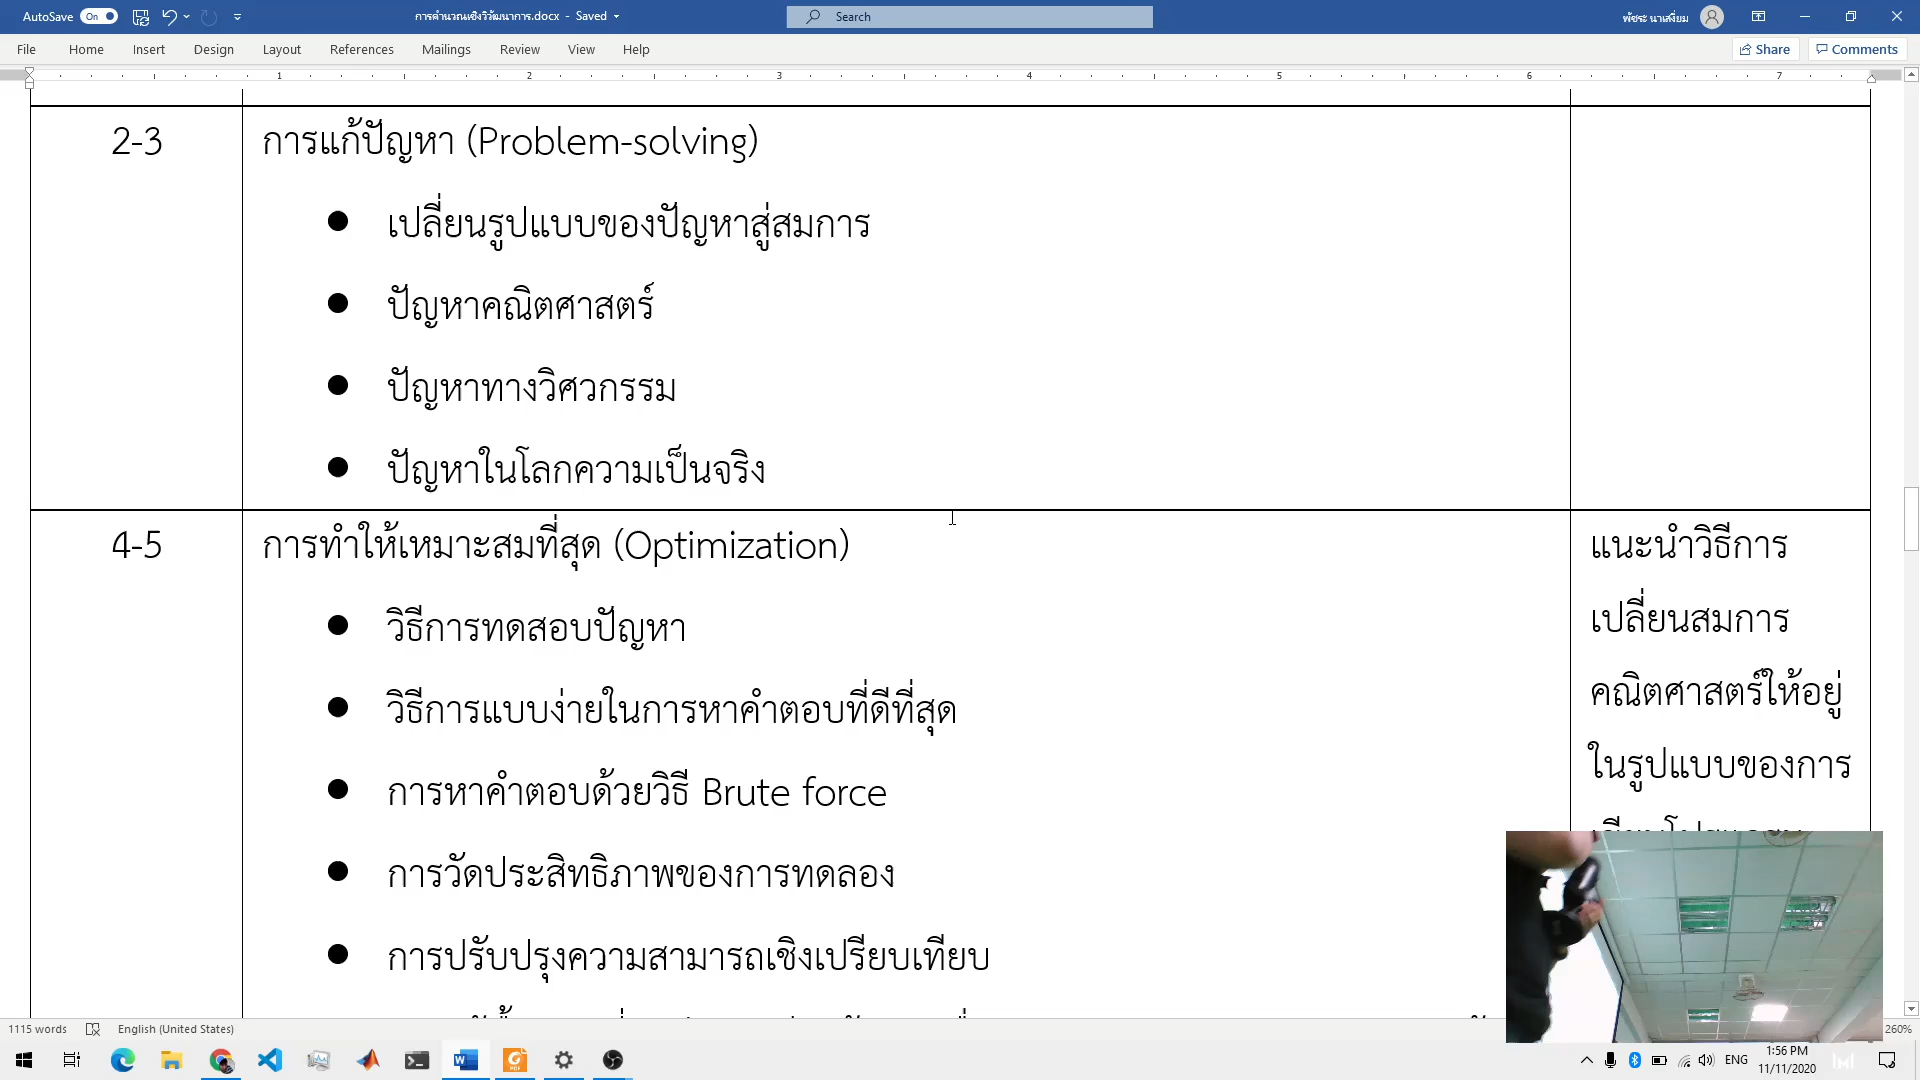 AutoSave On การคำนวณเชิงวิวัฒนาการ.docx - Saved Search พัชระ นาเสงี่ยม
File Home Insert Design Layout References Mailings Review View Help Share Comments
1 2 3 4 5 6 7
2-3 การแก้ปัญหา (Problem-solving)
● เปลี่ยนรูปแบบของปัญหาสู่สมการ
● ปัญหาคณิตศาสตร์
● ปัญหาทางวิศวกรรม
● ปัญหาในโลกความเป็นจริง
4-5 การทำให้เหมาะสมที่สุด (Optimization) แนะนำวิธีการ
● วิธีการทดสอบปัญหา เปลี่ยนสมการ
● วิธีการแบบง่ายในการหาคำตอบที่ดีที่สุด คณิตศาสตร์ให้อยู่
● การหาคำตอบด้วยวิธี Brute force ในรูปแบบของการ
● การวัดประสิทธิภาพของการทดลอง
● การปรับปรุงความสามารถเชิงเปรียบเทียบ
1115 words English (United States) 260%
ENG 1:56 PM
11/11/2020